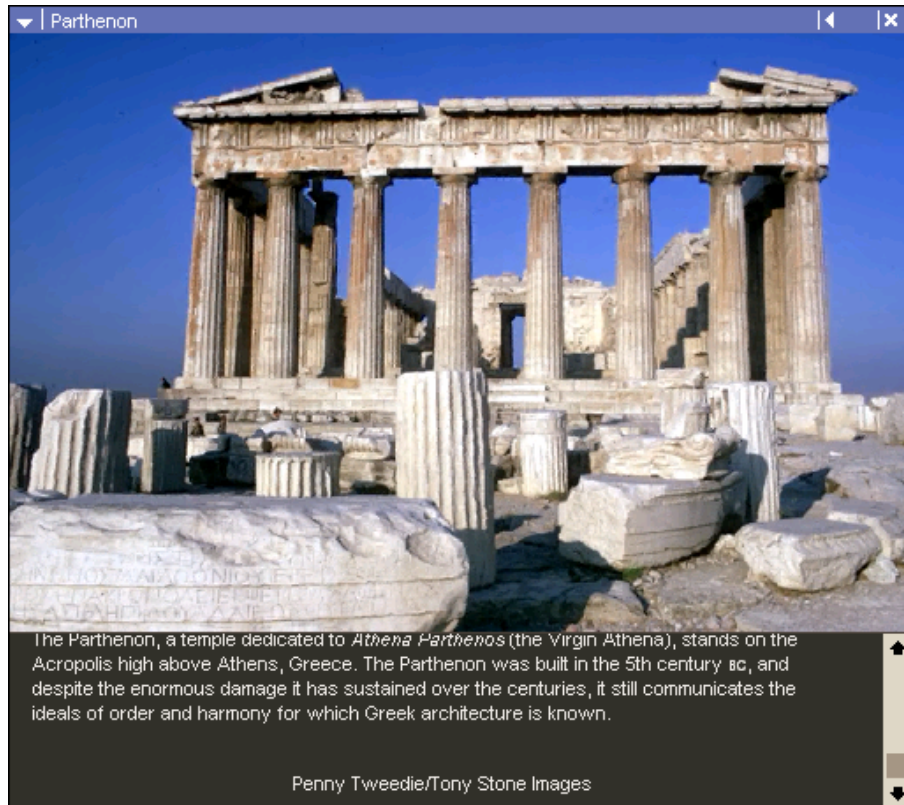 Parthenon
The Parthenon, a temple dedicated to Athena Parthenos (the Virgin Athena), stands on the
Acropolis high above Athens, Greece. The Parthenon was built in the 5th century BC, and
despite the enormous damage it has sustained over the centuries, it still communicates the
ideals of order and harmony for which Greek architecture is known.
Penny Tweedie/Tony Stone Images